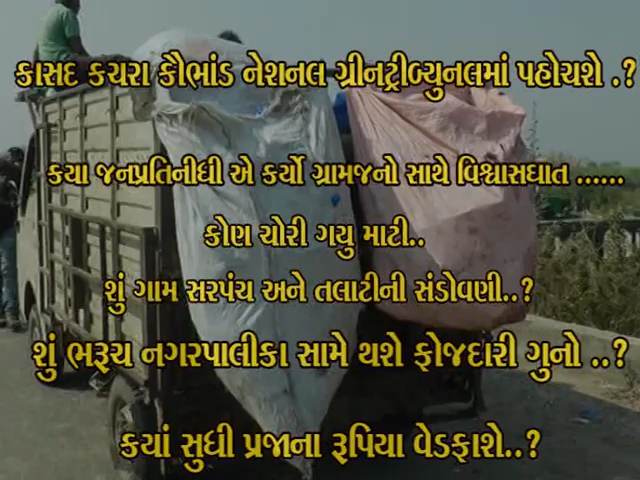 કાસદ કચરા કૌભાંડ નેશનલ ગ્રીનટ્રીબ્યુનલમાં પહોચશે .?
કયા જનપ્રતિનીધી એ કર્યો ગ્રામજનો સાથે વિશ્વાસઘાત ......
કોણ ચોરી ગયુ માટી..
શું ગામ સરપંચ અને તલાટીની સંડોવણી..?
શું ભરૂચ નગરપાલીકા સામે થશે ફોજદારી ગુનો ..?
કયાં સુધી પ્રજાના રૂપિયા વેડફાશે..?